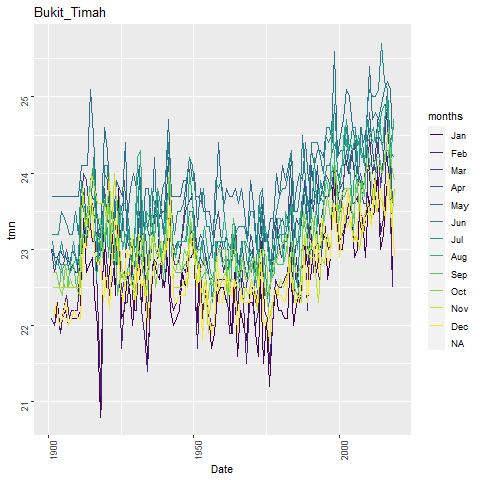 Bukit_Timah
tmn
25
24
23
22
21
1900
1950
2000
Date
months
Jan
Feb
Mar
Apr
May
Jun
Jul
Aug
Sep
Oct
Nov
Dec
NA